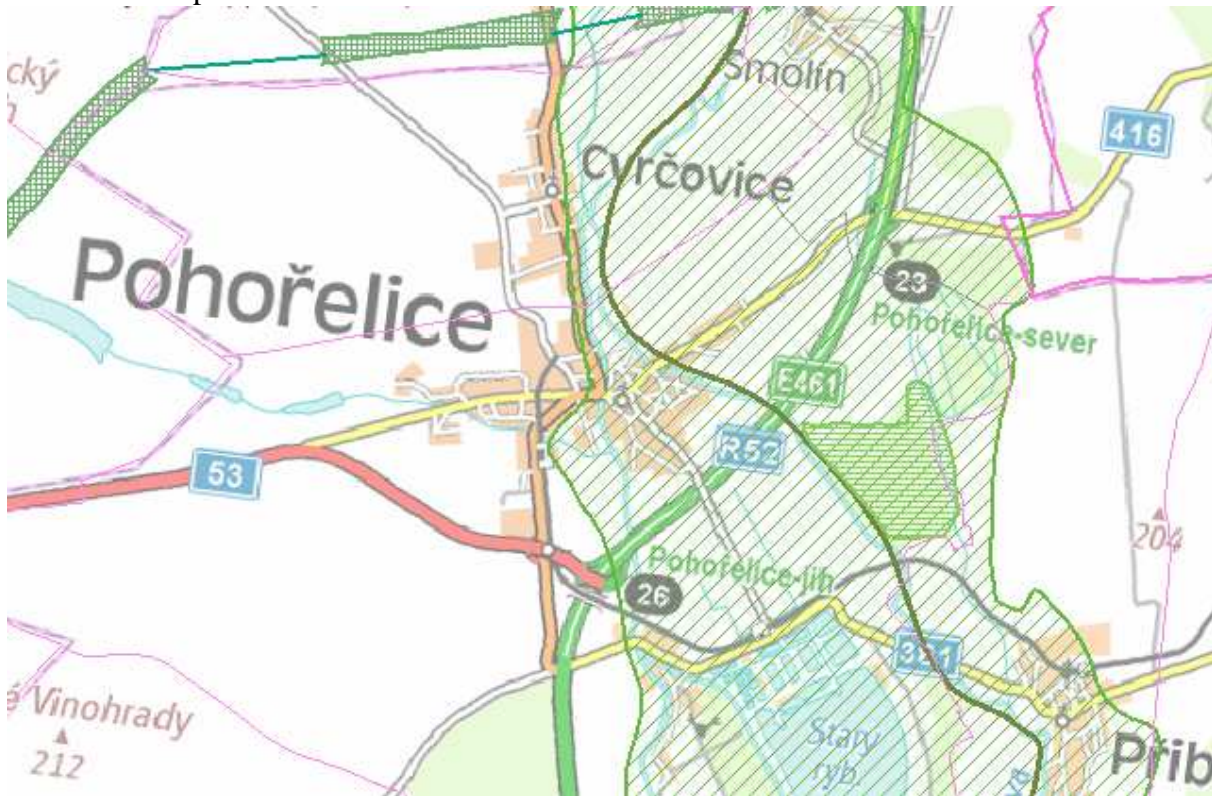 cký
Smolín
416
Cvrčovice
23
Pohořelice
Pohořelice-sever
E461
R52
53
204
Pohořelice-jih
26
Vinohrady
212
Starý
ryb.
Přib